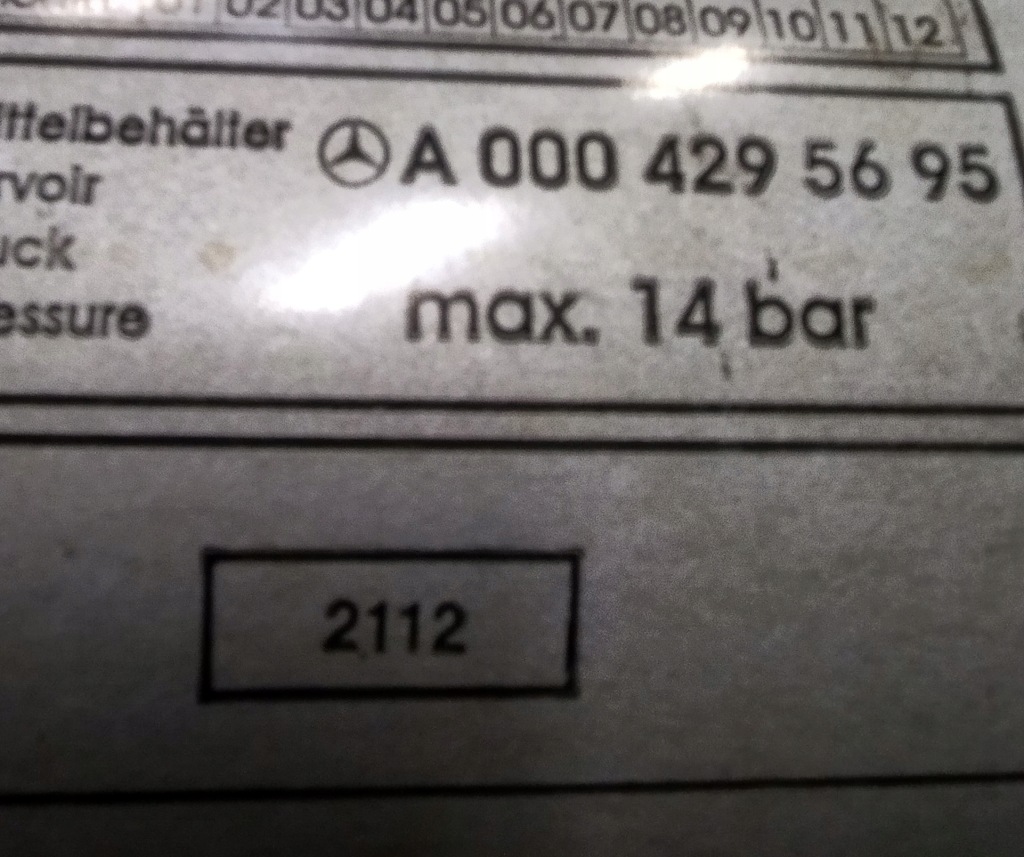 02 03 04 05 06 07 08 09 10 11 12
ittelbehälter A 000 429 56 95
rvoir
uck
essure max. 14 bar
2112